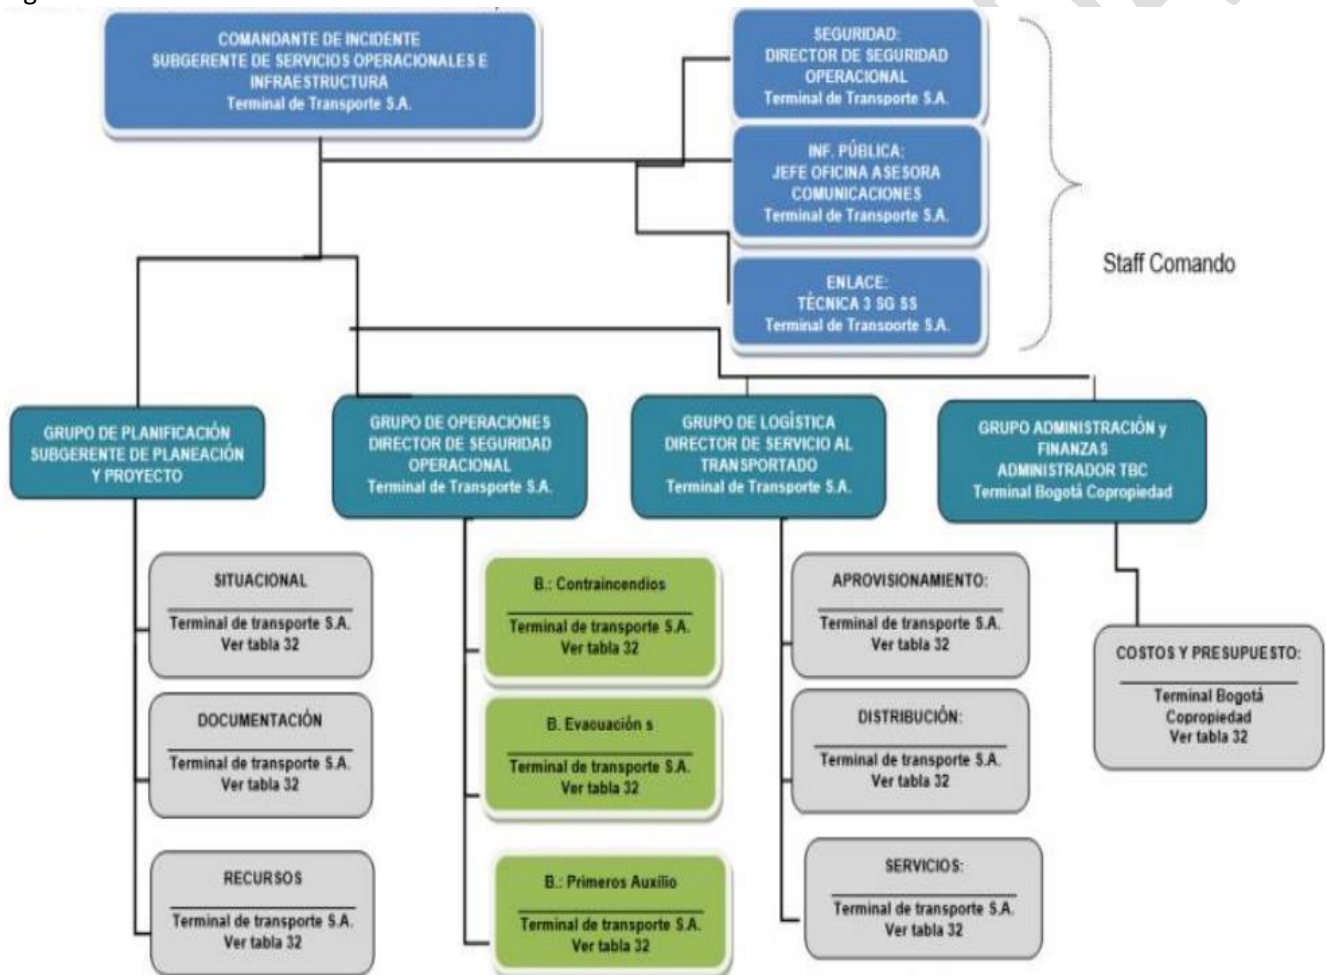 COMANDANTE DE INCIDENTE
SUBGERENTE DE SERVICIOS OPERACIONALES E
INFRAESTRUCTURA
Terminal de Transporte S.A.
SEGURIDAD:
DIRECTOR DE SEGURIDAD
OPERACIONAL
Terminal de Transporte S.A.
INF. PÚBLICA:
JEFE OFICINA ASESORA
COMUNICACIONES
Terminal de Transporte S.A.
ENLACE:
TÉCNICA 3 SG SS
Terminal de Transporte S.A.
Staff Comando
GRUPO DE PLANIFICACIÓN
SUBGERENTE DE PLANEACIÓN
Y PROYECTO
GRUPO DE OPERACIONES
DIRECTOR DE SEGURIDAD
OPERACIONAL
Terminal de Transporte S.A.
GRUPO DE LOGÍSTICA
DIRECTOR DE SERVICIO AL
TRANSPORTADO
Terminal de Transporte S.A.
GRUPO ADMINISTRACIÓN y
FINANZAS
ADMINISTRADOR TBC
Terminal Bogotá Copropiedad
SITUACIONAL
Terminal de transporte S.A.
Ver tabla 32
DOCUMENTACIÓN
Terminal de transporte S.A.
Ver tabla 32
RECURSOS
Terminal de transporte S.A.
Ver tabla 32
B.: Contraincendios
Terminal de transporte S.A.
Ver tabla 32
B. Evacuación s
Terminal de transporte S.A.
Ver tabla 32
B.: Primeros Auxilio
Terminal de transporte S.A.
Ver tabla 32
APROVISIONAMIENTO:
Terminal de transporte S.A.
Ver tabla 32
DISTRIBUCIÓN:
Terminal de transporte S.A.
Ver tabla 32
SERVICIOS:
Terminal de transporte S.A.
Ver tabla 32
COSTOS Y PRESUPUESTO:
Terminal Bogotá
Copropiedad
Ver tabla 32